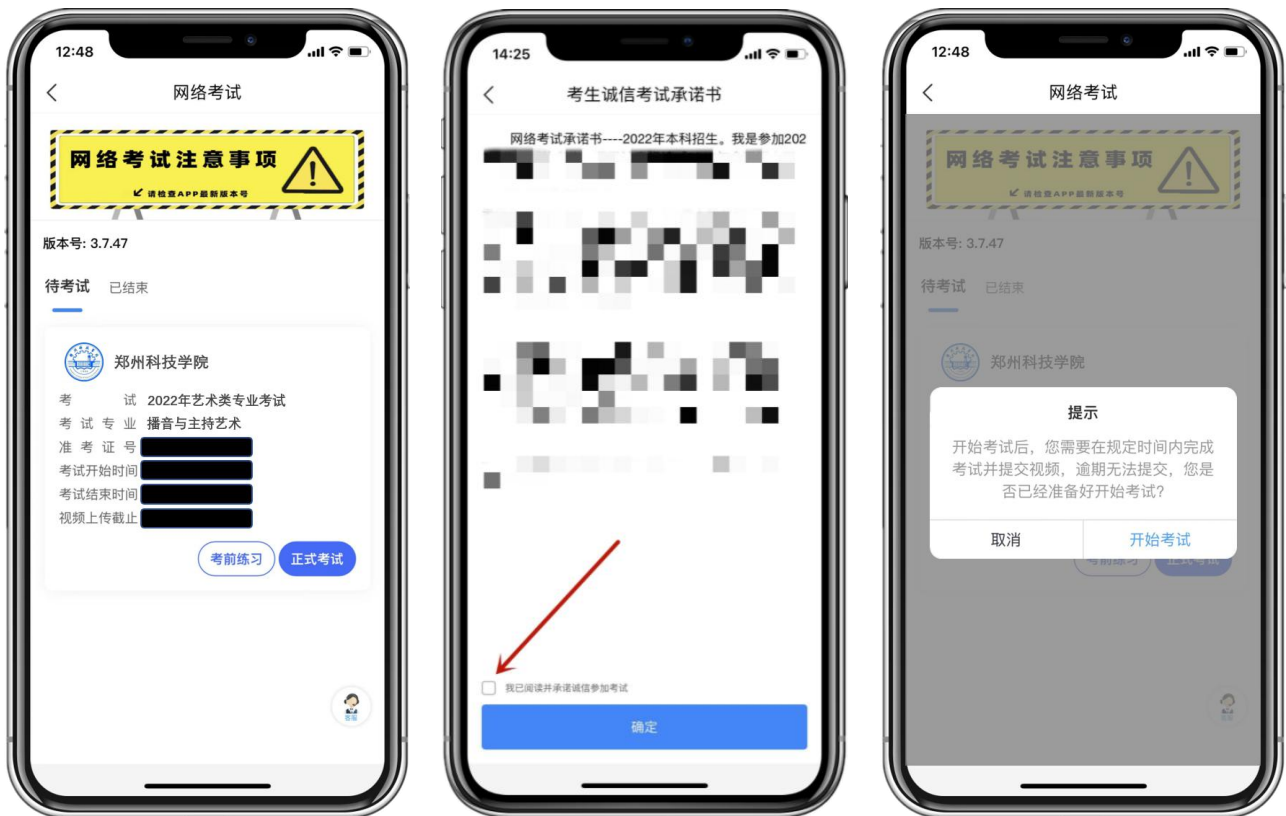 12:48
网络考试
网络考试注意事项
请检查APP最新版本号
版本号: 3.7.47
待考试 已结束
郑州科技学院
考 试 2022年艺术类专业考试
考试专业 播音与主持艺术
准考证号
考试开始时间
考试结束时间
视频上传截止
考前练习 正式考试
客服
14:25
考生诚信考试承诺书
网络考试承诺书----2022年本科招生。我是参加202
我已阅读并承诺诚信参加考试
确定
12:48
网络考试
网络考试注意事项
请检查APP最新版本号
版本号: 3.7.47
待考试 已结束
郑州科技学院
提示
开始考试后，您需要在规定时间内完成
考试并提交视频，逾期无法提交，您是
否已经准备好开始考试?
取消 开始考试
考前练习 正式考试
客服